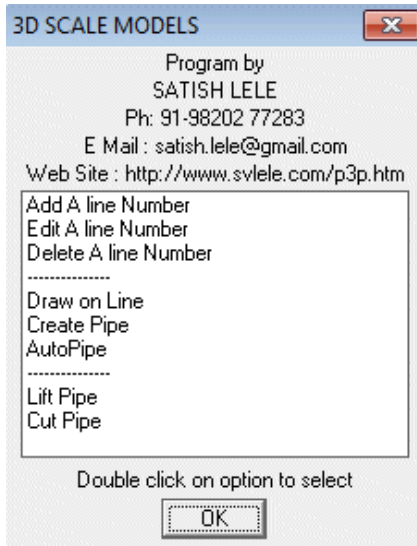 3D SCALE MODELS
Program by
SATISH LELE
Ph: 91-98202 77283
E Mail : satish.lele@gmail.com
Web Site : http://www.svlele.com/p3p.htm
Add A line Number
Edit A line Number
Delete A line Number
---------------
Draw on Line
Create Pipe
AutoPipe
---------------
Lift Pipe
Cut Pipe
Double click on option to select
OK